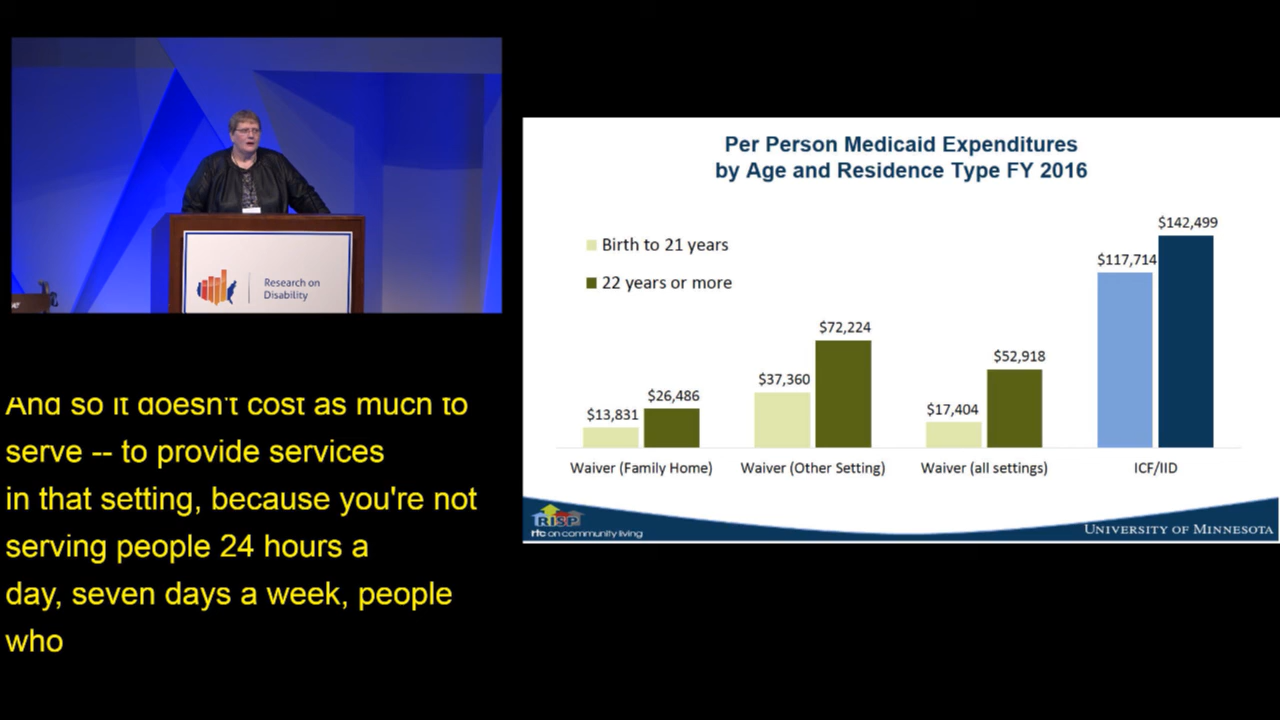 Research on
Disability
And so it doesn't cost as much to
serve -- to provide services
in that setting, because you're not
serving people 24 hours a
day, seven days a week, people
who
Per Person Medicaid Expenditures
by Age and Residence Type FY 2016
Birth to 21 years
22 years or more
$13,831
$26,486
$37,360
$72,224
$17,404
$52,918
$117,714
$142,499
Waiver (Family Home)
Waiver (Other Setting)
Waiver (all settings)
ICF/IID
RISP
rtc on community living
UNIVERSITY OF MINNESOTA